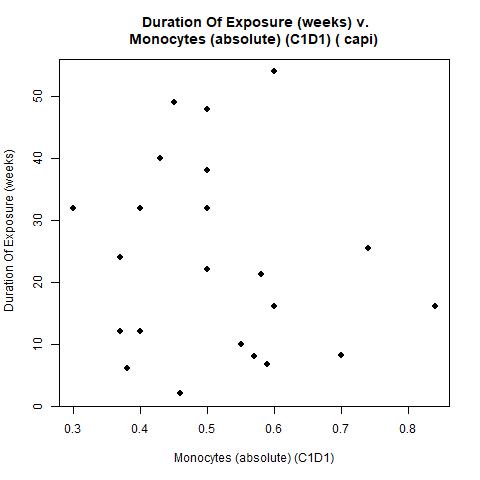 Duration Of Exposure (weeks) v.
Monocytes (absolute) (C1D1) ( capi)
Duration Of Exposure (weeks)
50
40
30
20
10
0
0.3 0.4 0.5 0.6 0.7 0.8
Monocytes (absolute) (C1D1)